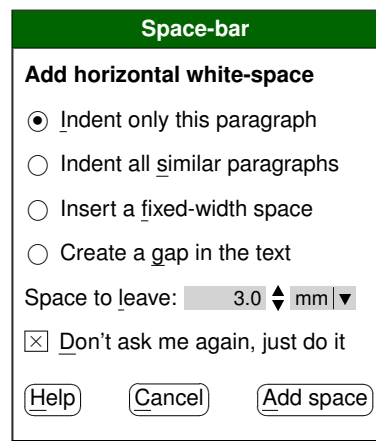 Space-bar
Add horizontal white-space
Indent only this paragraph
Indent all similar paragraphs
Insert a fixed-width space
Create a gap in the text
Space to leave: 3.0 mm
Don't ask me again, just do it
Help Cancel Add space